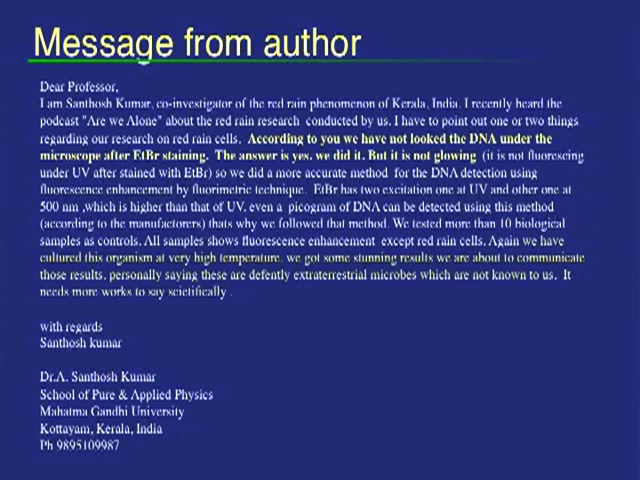 Message from author
Dear Professor,
I am Santhosh Kumar, co-investigator of the red rain phenomenon of Kerala, India. I recently heard the
podcast "Are we Alone" about the red rain research conducted by us. I have to point out one or two things
regarding our research on red rain cells. According to you we have not looked the DNA under the
microscope after EtBr staining. The answer is yes, we did it. But it is not glowing (it is not fluorescing
under UV after stained with EtBr) so we did a more accurate method for the DNA detection using
fluorescence enhancement by fluorimetric technique. EtBr has two excitation one at UV and other one at
500 nm ,which is higher than that of UV, even a picogram of DNA can be detected using this method
(according to the manufactorers) thats why we followed that method. We tested more than 10 biological
samples as controls. All samples shows fluorescence enhancement except red rain cells. Again we have
cultured this organism at very high temperature, we got some stunning results we are about to communicate
those results, personally saying these are defently extraterrestrial microbes which are not known to us. It
needs more works to say scietifically .
with regards
Santhosh kumar
Dr.A. Santhosh Kumar
School of Pure & Applied Physics
Mahatma Gandhi University
Kottayam, Kerala, India
Ph 9895109987